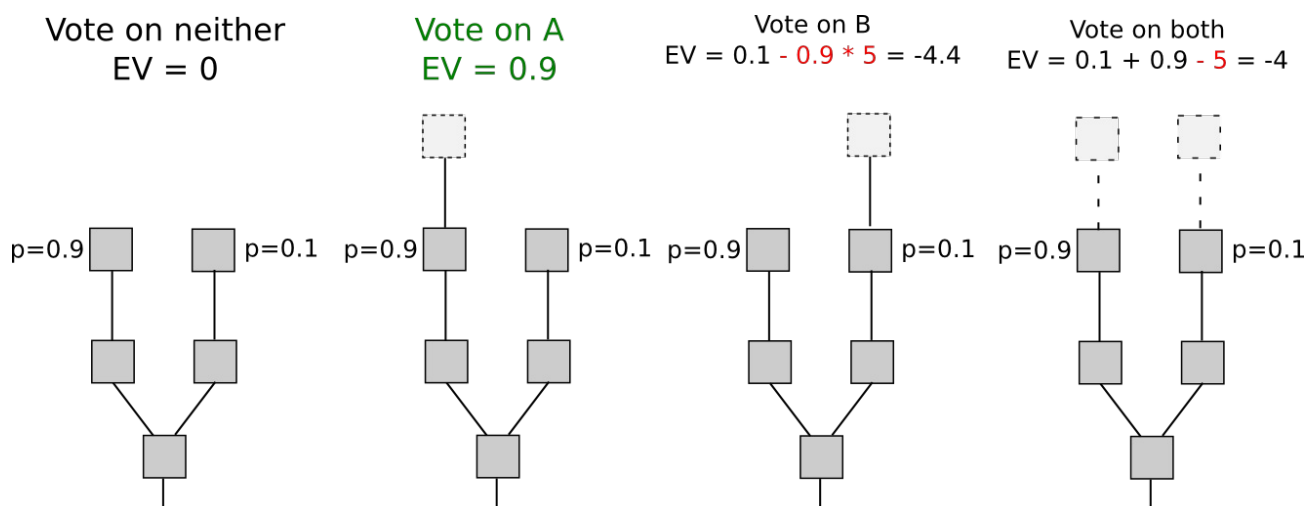 Vote on neither
EV = 0
Vote on A
EV = 0.9
Vote on B
EV = 0.1 - 0.9 * 5 = -4.4
Vote on both
EV = 0.1 + 0.9 - 5 = -4
p=0.9
p=0.1
p=0.9
p=0.1
p=0.9
p=0.1
p=0.9
p=0.1